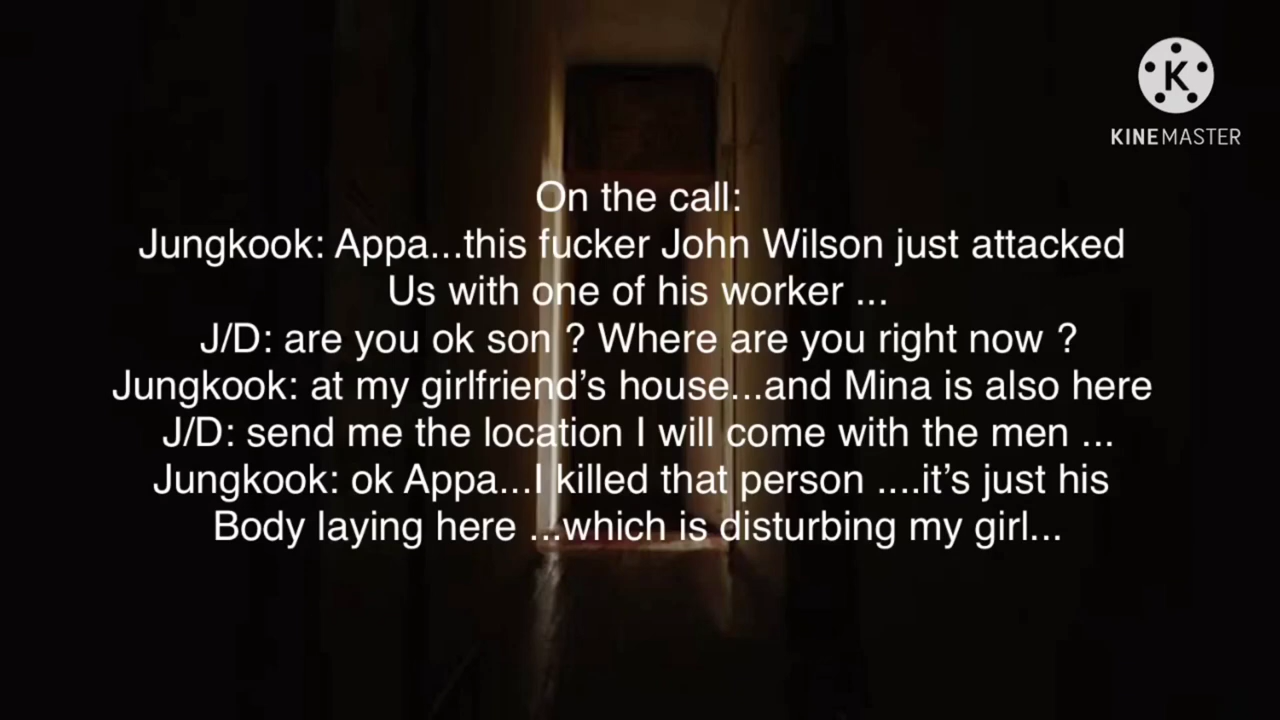 K
KINEMASTER
On the call:
Jungkook: Appa...this fucker John Wilson just attacked
Us with one of his worker ...
J/D: are you ok son ? Where are you right now ?
Jungkook: at my girlfriend’s house...and Mina is also here
J/D: send me the location I will come with the men ...
Jungkook: ok Appa...I killed that person ....it’s just his
Body laying here ...which is disturbing my girl...